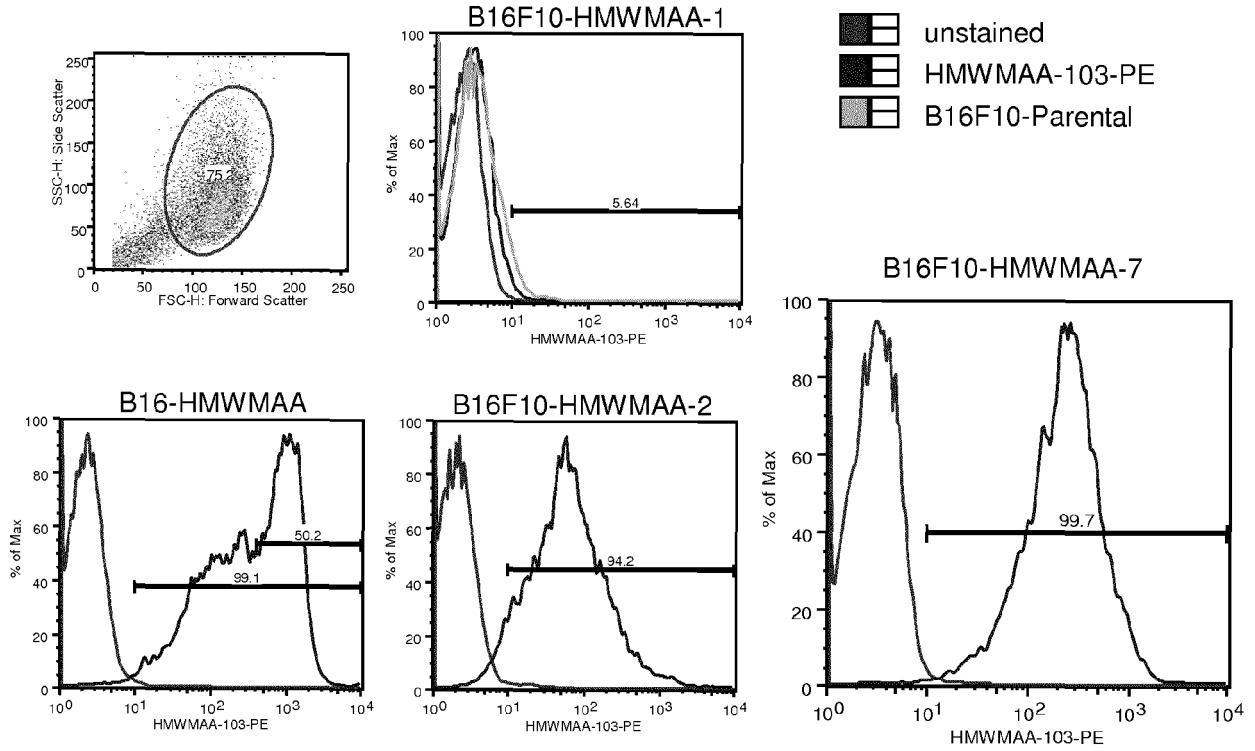 B16F10-HMWMAA-1
unstained
HMWMAA-103-PE
B16F10-Parental
SSC-H: Side Scatter
250
200
150
100
50
0
75.2
0 50 100 150 200 250
FSC-H: Forward Scatter
% of Max
100
80
60
40
20
0
5.64
10^0 10^1 10^2 10^3 10^4
HMWMAA-103-PE
B16-HMWMAA
% of Max
100
80
60
40
20
0
50.2
99.1
10^0 10^1 10^2 10^3 10^4
HMWMAA-103-PE
B16F10-HMWMAA-2
% of Max
100
80
60
40
20
0
94.2
10^0 10^1 10^2 10^3 10^4
HMWMAA-103-PE
B16F10-HMWMAA-7
% of Max
100
80
60
40
20
0
99.7
10^0 10^1 10^2 10^3 10^4
HMWMAA-103-PE